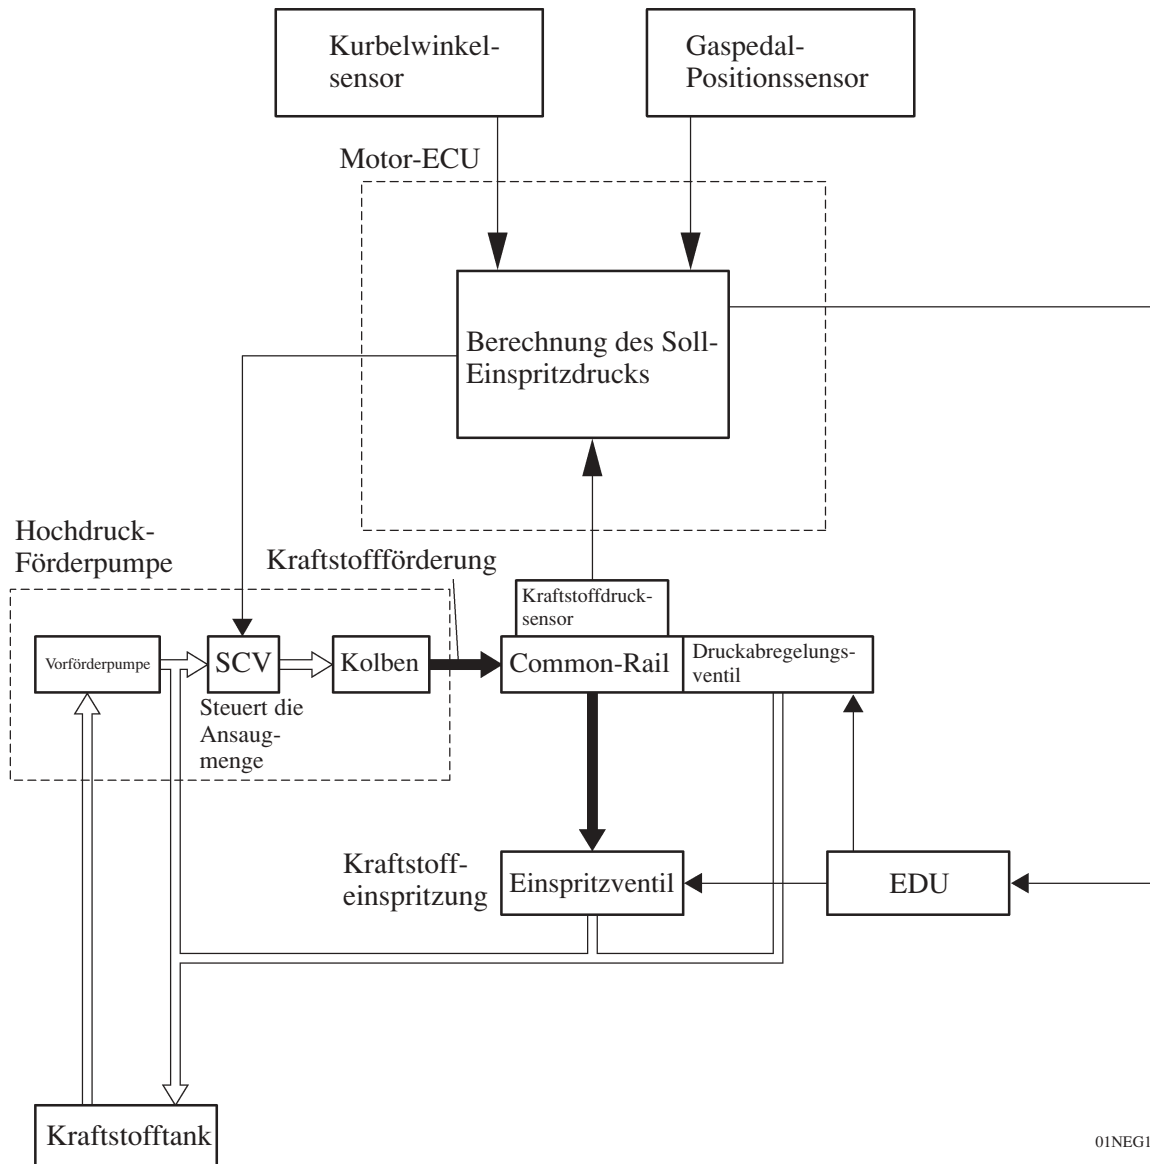 Kurbelwinkel-
sensor
Gaspedal-
Positionssensor
Motor-ECU
Berechnung des Soll-
Einspritzdrucks
Hochdruck-
Förderpumpe
Kraftstoffförderung
Kraftstoffdruck-
sensor
Vorförderpumpe
SCV
Kolben
Common-Rail
Druckabregelungs-
ventil
Steuert die
Ansaug-
menge
Kraftstoff-
einspritzung
Einspritzventil
EDU
Kraftstofftank
01NEG1